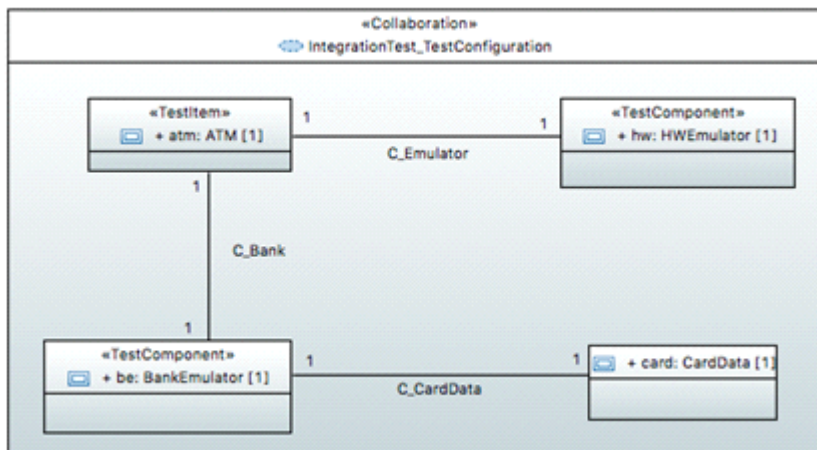 «Collaboration»
IntegrationTest_TestConfiguration
«TestItem»
+ atm: ATM [1]
1
1
C_Emulator
«TestComponent»
+ hw: HWEmulator [1]
1
C_Bank
1
«TestComponent»
+ be: BankEmulator [1]
1
1
C_CardData
+ card: CardData [1]